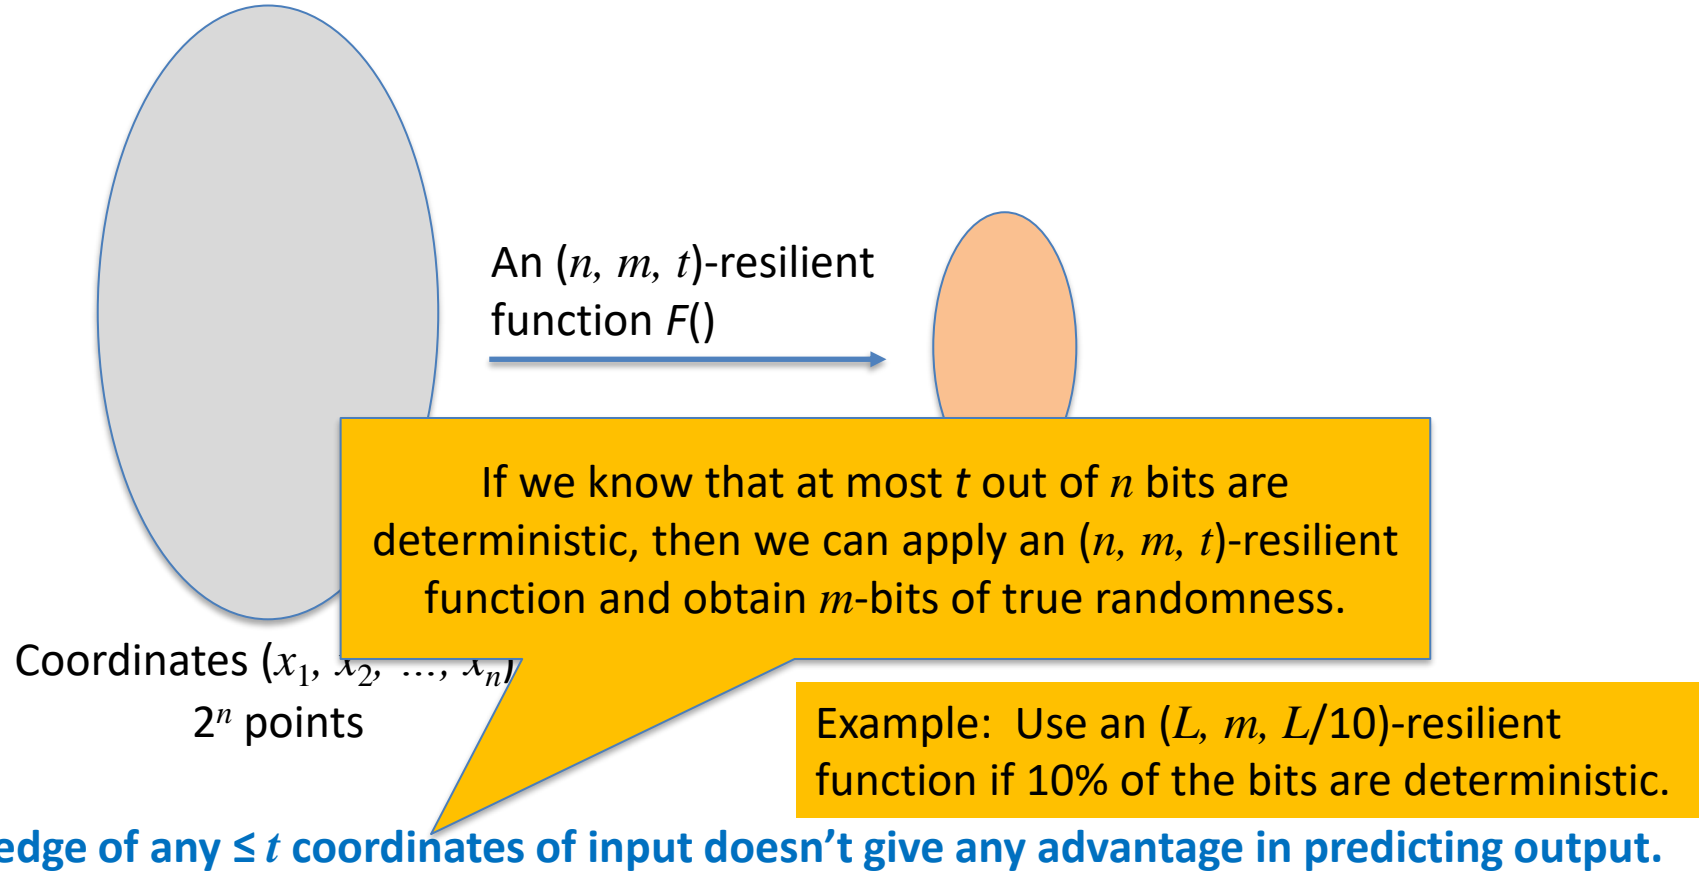 An (n, m, t)-resilient
function F()
If we know that at most t out of n bits are
deterministic, then we can apply an (n, m, t)-resilient
function and obtain m-bits of true randomness.
Coordinates (x₁, x₂, ..., xₙ)
2ⁿ points
Example: Use an (L, m, L/10)-resilient
function if 10% of the bits are deterministic.
edge of any ≤ t coordinates of input doesn’t give any advantage in predicting output.